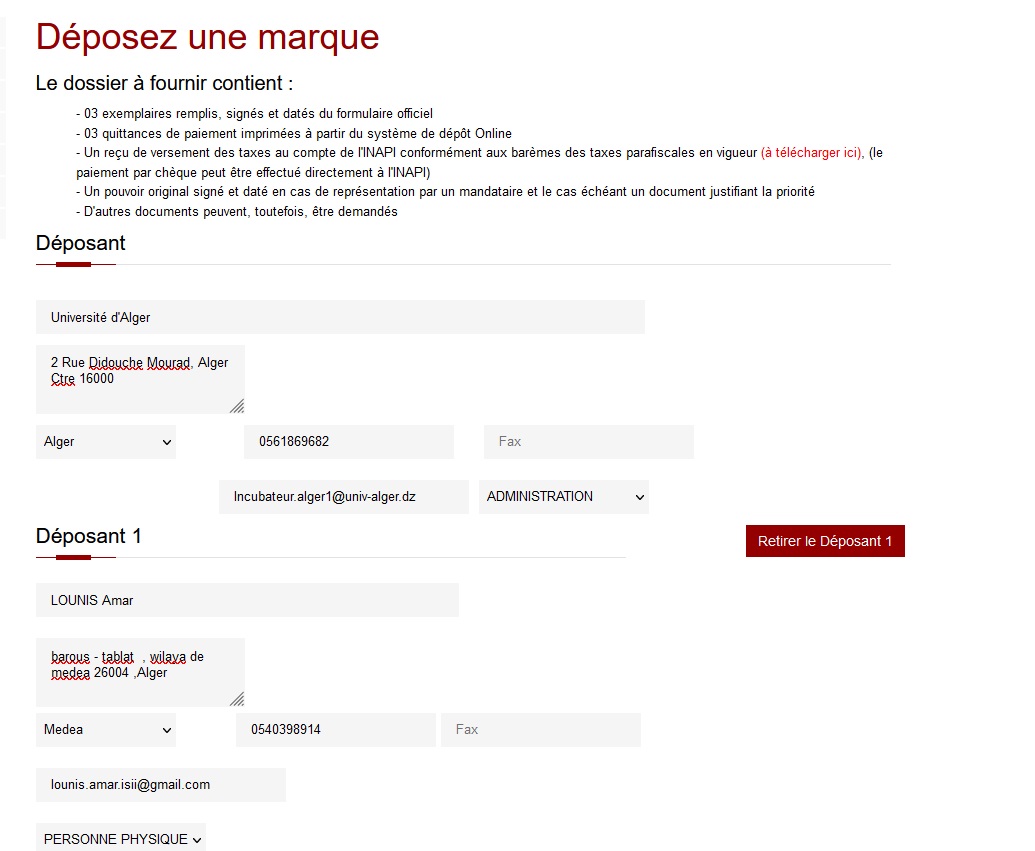 Déposez une marque
Le dossier à fournir contient :
- 03 exemplaires remplis, signés et datés du formulaire officiel
- 03 quittances de paiement imprimées à partir du système de dépôt Online
- Un reçu de versement des taxes au compte de l'INAPI conformément aux barèmes des taxes parafiscales en vigueur (à télécharger ici), (le
paiement par chèque peut être effectué directement à l'INAPI)
- Un pouvoir original signé et daté en cas de représentation par un mandataire et le cas échéant un document justifiant la priorité
- D'autres documents peuvent, toutefois, être demandés
Déposant
Université d'Alger
2 Rue Didouche Mourad, Alger
Ctre 16000
Alger
0561869682
Fax
Incubateur.alger1@univ-alger.dz
ADMINISTRATION
Déposant 1
Retirer le Déposant 1
LOUNIS Amar
barous - tablat , wilaya de
medea 26004 ,Alger
Medea
0540398914
Fax
lounis.amar.isii@gmail.com
PERSONNE PHYSIQUE